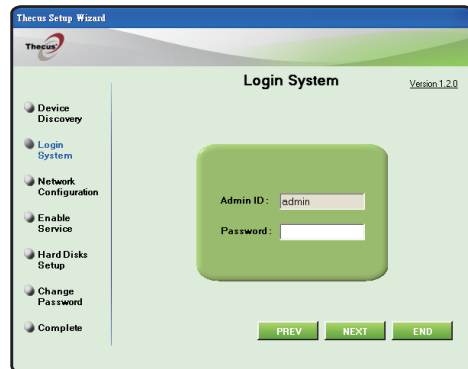 Thecus Setup Wizard
Thecus
Login System
Version 1.2.0
Device
Discovery
Login
System
Network
Configuration
Enable
Service
Hard Disks
Setup
Change
Password
Complete
Admin ID : admin
Password :
PREV NEXT END